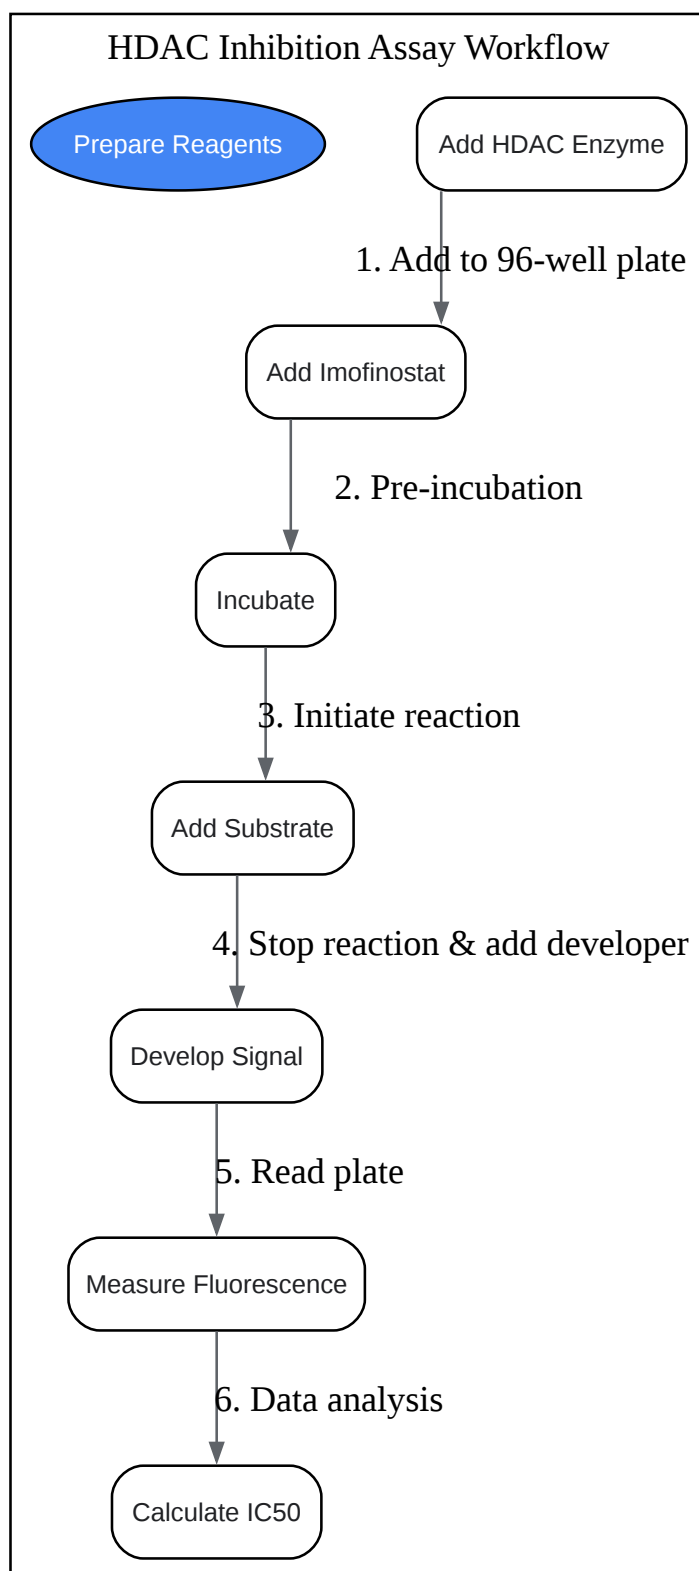 HDAC Inhibition Assay Workflow
Prepare Reagents
Add HDAC Enzyme
1. Add to 96-well plate
Add Imofinostat
2. Pre-incubation
Incubate
3. Initiate reaction
Add Substrate
4. Stop reaction & add developer
Develop Signal
5. Read plate
Measure Fluorescence
6. Data analysis
Calculate IC50